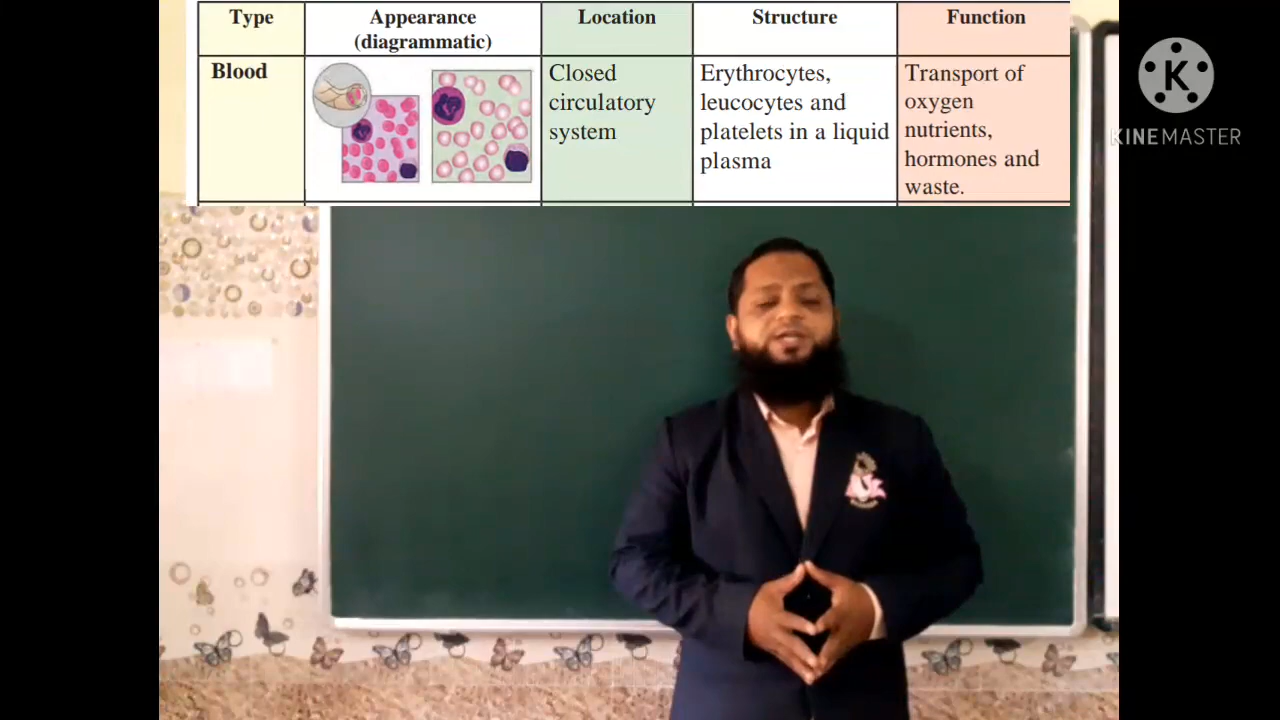 Type
Appearance
(diagrammatic)
Location
Structure
Function
Blood
Closed
circulatory
system
Erythrocytes,
leucocytes and
platelets in a liquid
plasma
Transport of
oxygen
nutrients,
hormones and
waste.
K
KINEMASTER